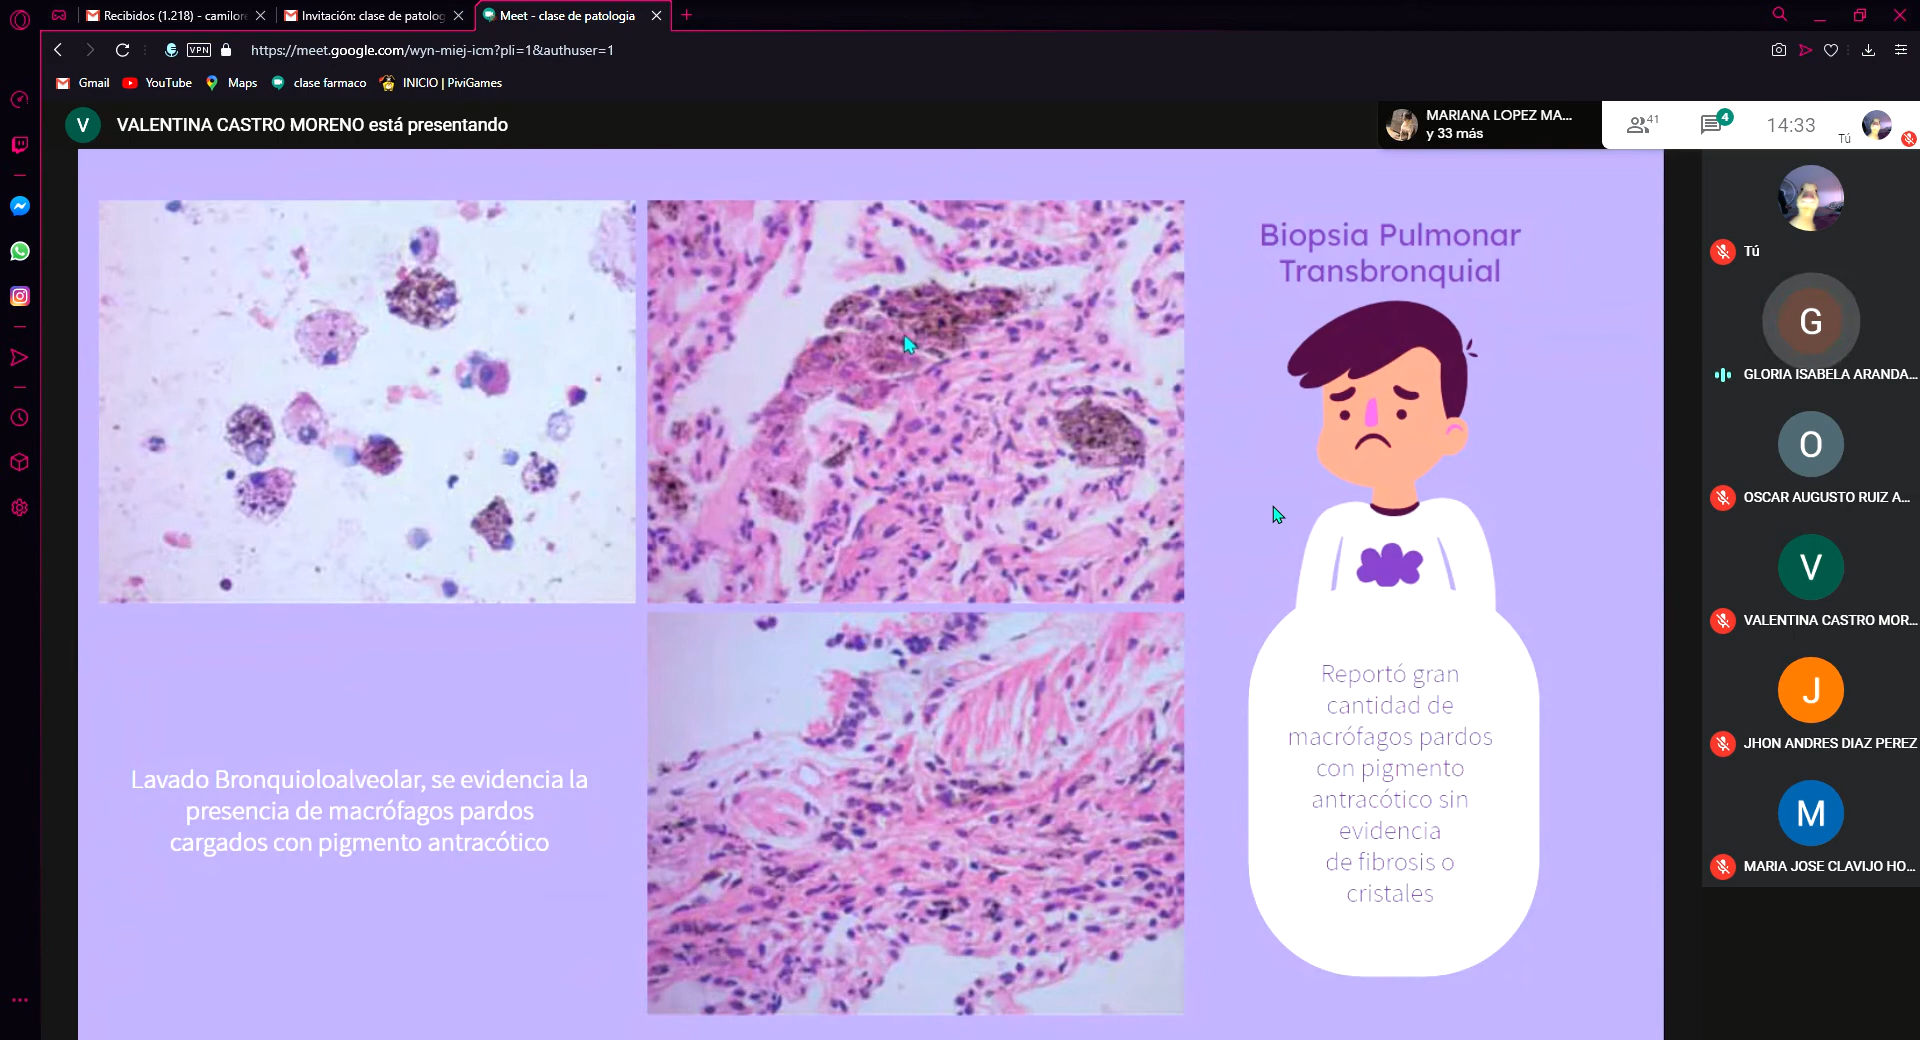 Recibidos (1.218) - camilore
Invitación: clase de patolog
Meet - clase de patologia
VPN
https://meet.google.com/wyn-miej-icm?pli=1&authuser=1
Gmail
YouTube
Maps
clase farmaco
INICIO | PiviGames
V
VALENTINA CASTRO MORENO está presentando
MARIANA LOPEZ MA...
y 33 más
41
4
14:33
Tú
Biopsia Pulmonar
Transbronquial
Reportó gran
cantidad de
macrófagos pardos
con pigmento
antracótico sin
evidencia
de fibrosis o
cristales
Lavado Bronquioloalveolar, se evidencia la
presencia de macrófagos pardos
cargados con pigmento antracótico
Tú
G
GLORIA ISABELA ARANDA...
O
OSCAR AUGUSTO RUIZ A...
V
VALENTINA CASTRO MOR...
J
JHON ANDRES DIAZ PEREZ
M
MARIA JOSE CLAVIJO HO...